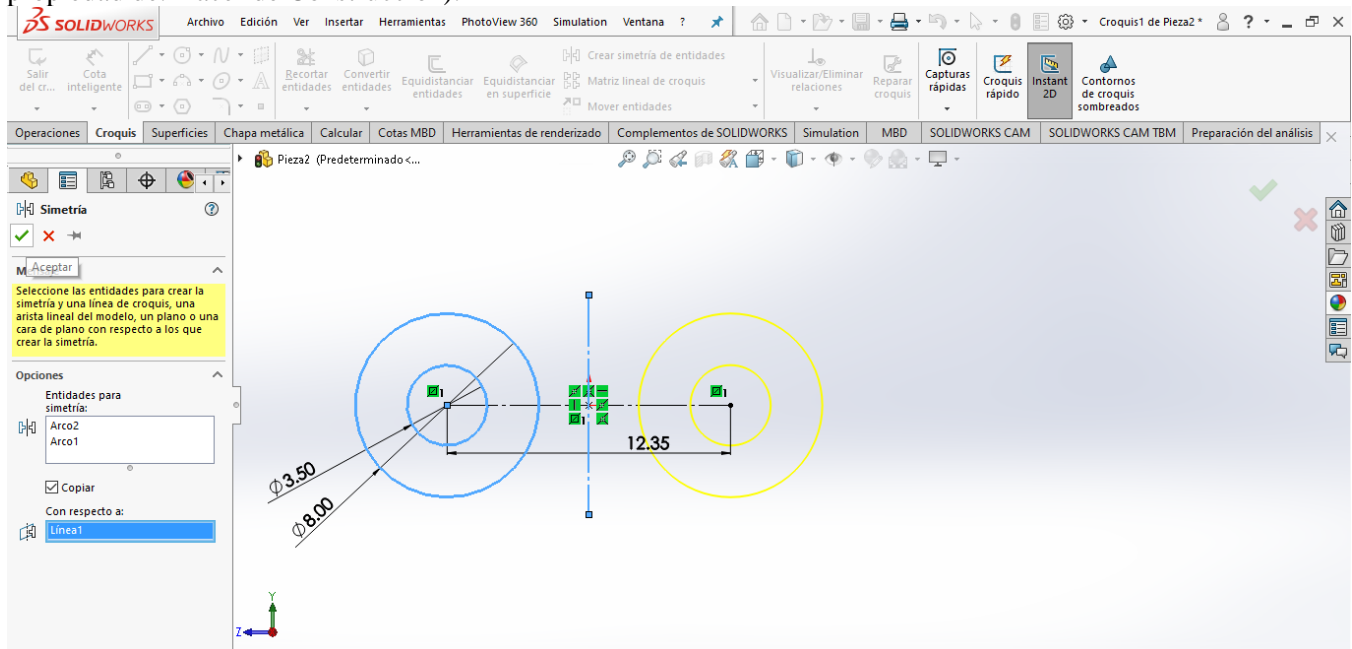 SOLIDWORKS
Archivo Edición Ver Insertar Herramientas PhotoView 360 Simulation Ventana ?
Croquis1 de Pieza2 *
?
Salir del cr...
Cota inteligente
Recortar entidades
Convertir entidades
Equidistanciar entidades
Equidistanciar en superficie
Crear simetría de entidades
Matriz lineal de croquis
Mover entidades
Visualizar/Eliminar relaciones
Reparar croquis
Capturas rápidas
Croquis rápido
Instant 2D
Contornos de croquis sombreados
Operaciones Croquis Superficies Chapa metálica Calcular Cotas MBD Herramientas de renderizado Complementos de SOLIDWORKS Simulation MBD SOLIDWORKS CAM SOLIDWORKS CAM TBM Preparación del análisis
Pieza2 (Predeterminado<...
Simetría
Aceptar
Seleccione las entidades para crear la
simetría y una línea de croquis, una
arista lineal del modelo, un plano o una
cara de plano con respecto a los que
crear la simetría.
Opciones
Entidades para
simetría:
Arco2
Arco1
Copiar
Con respecto a:
Línea1
1
1
1
12.35
Ø3.50
Ø8.00
Y
Z